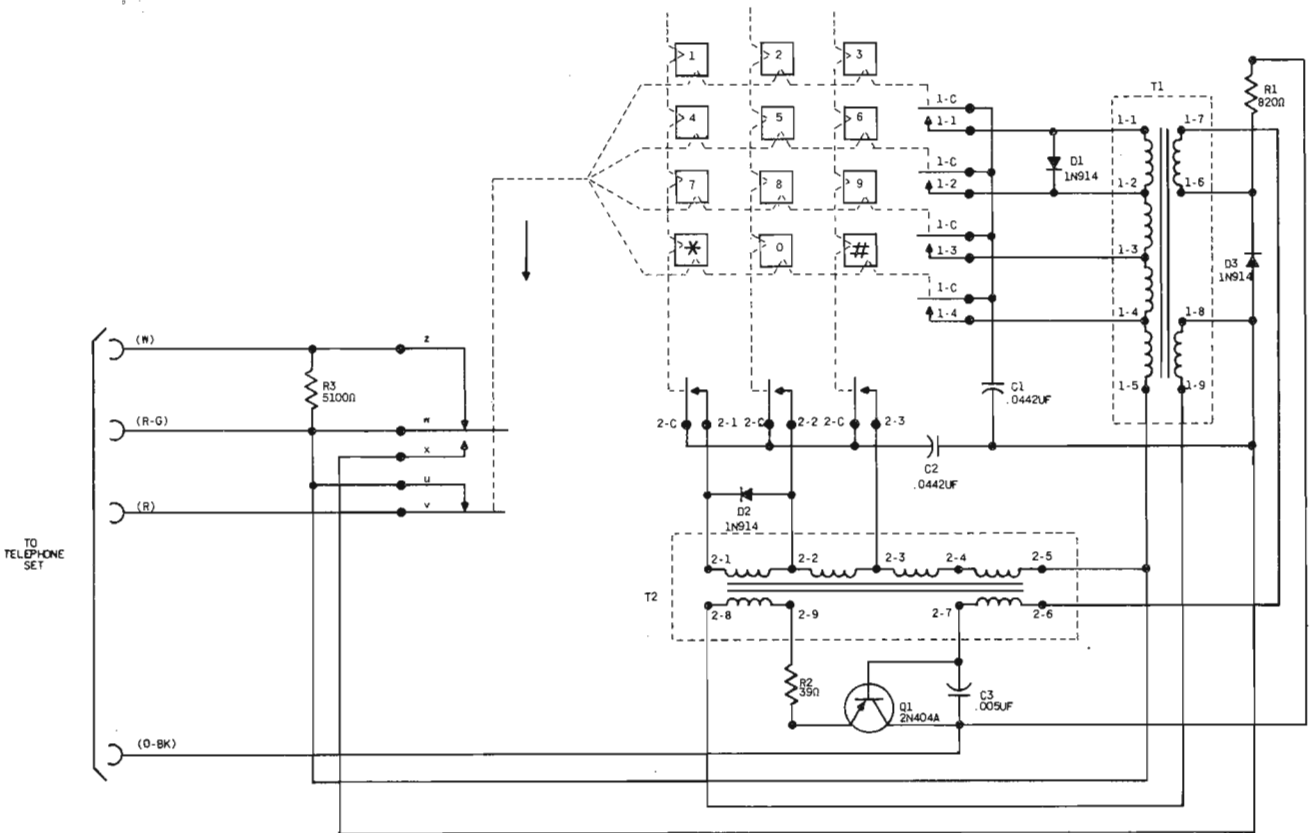 1 2 3
4 5 6
7 8 9
* 0 #
1-C
1-1
1-C
1-2
1-C
1-3
1-C
1-4
D1
1N914
T1
1-1 1-7
1-2 1-6
1-3
1-4 1-8
1-5 1-9
R1
820Ω
D3
1N914
C1
.0442UF
(W)
z
R3
5100Ω
(R-G)
w
x
u
(R)
v
TO
TELEPHONE
SET
(O-BK)
2-C 2-1 2-C 2-2 2-C 2-3
C2
.0442UF
D2
1N914
T2
2-1 2-2 2-3 2-4 2-5
2-8 2-9 2-7 2-6
R2
39Ω
Q1
2N404A
C3
.005UF